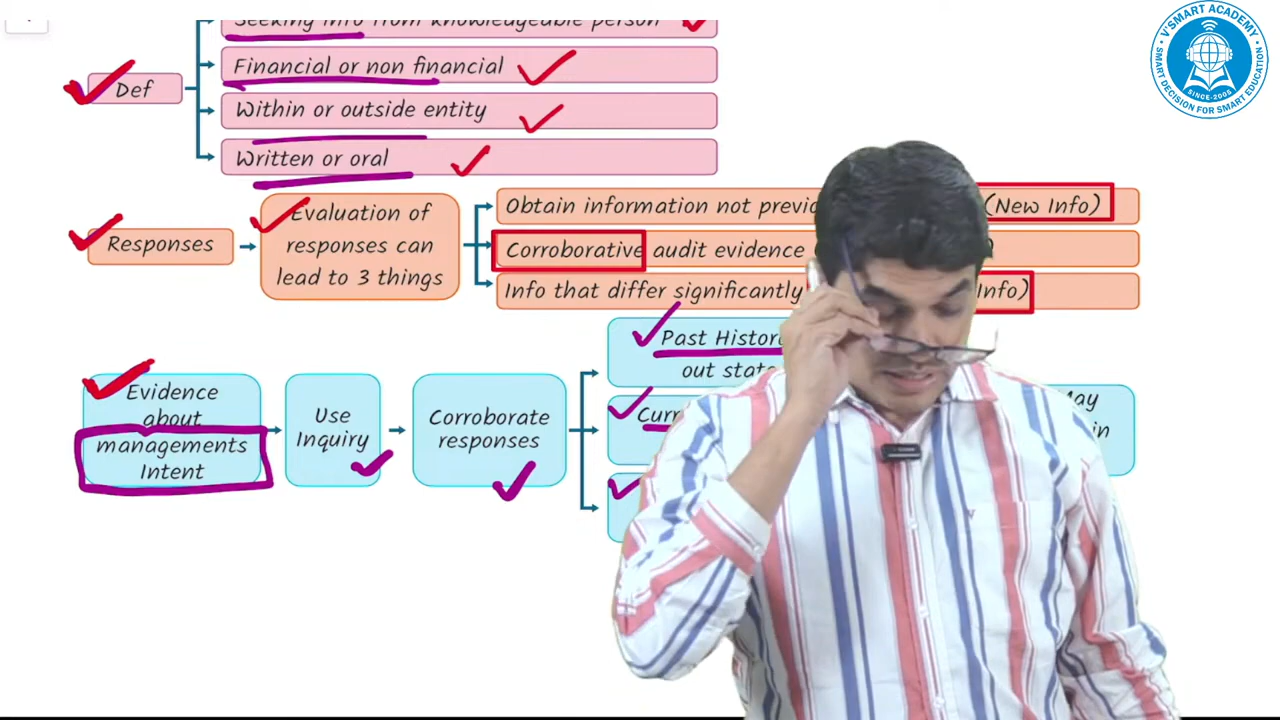 Seeking info from knowledgeable person
Def
Financial or non financial
Within or outside entity
Written or oral
Responses
Evaluation of
responses can
lead to 3 things
Obtain information not (New Info)
Corroborative audit evidence
Info that differ significantly Info)
Evidence
about
managements
Intent
Use
Inquiry
Corroborate
responses
Past
out
May
in
V'SMART ACADEMY
SMART DECISION FOR SMART EDUCATION
SINCE-2005